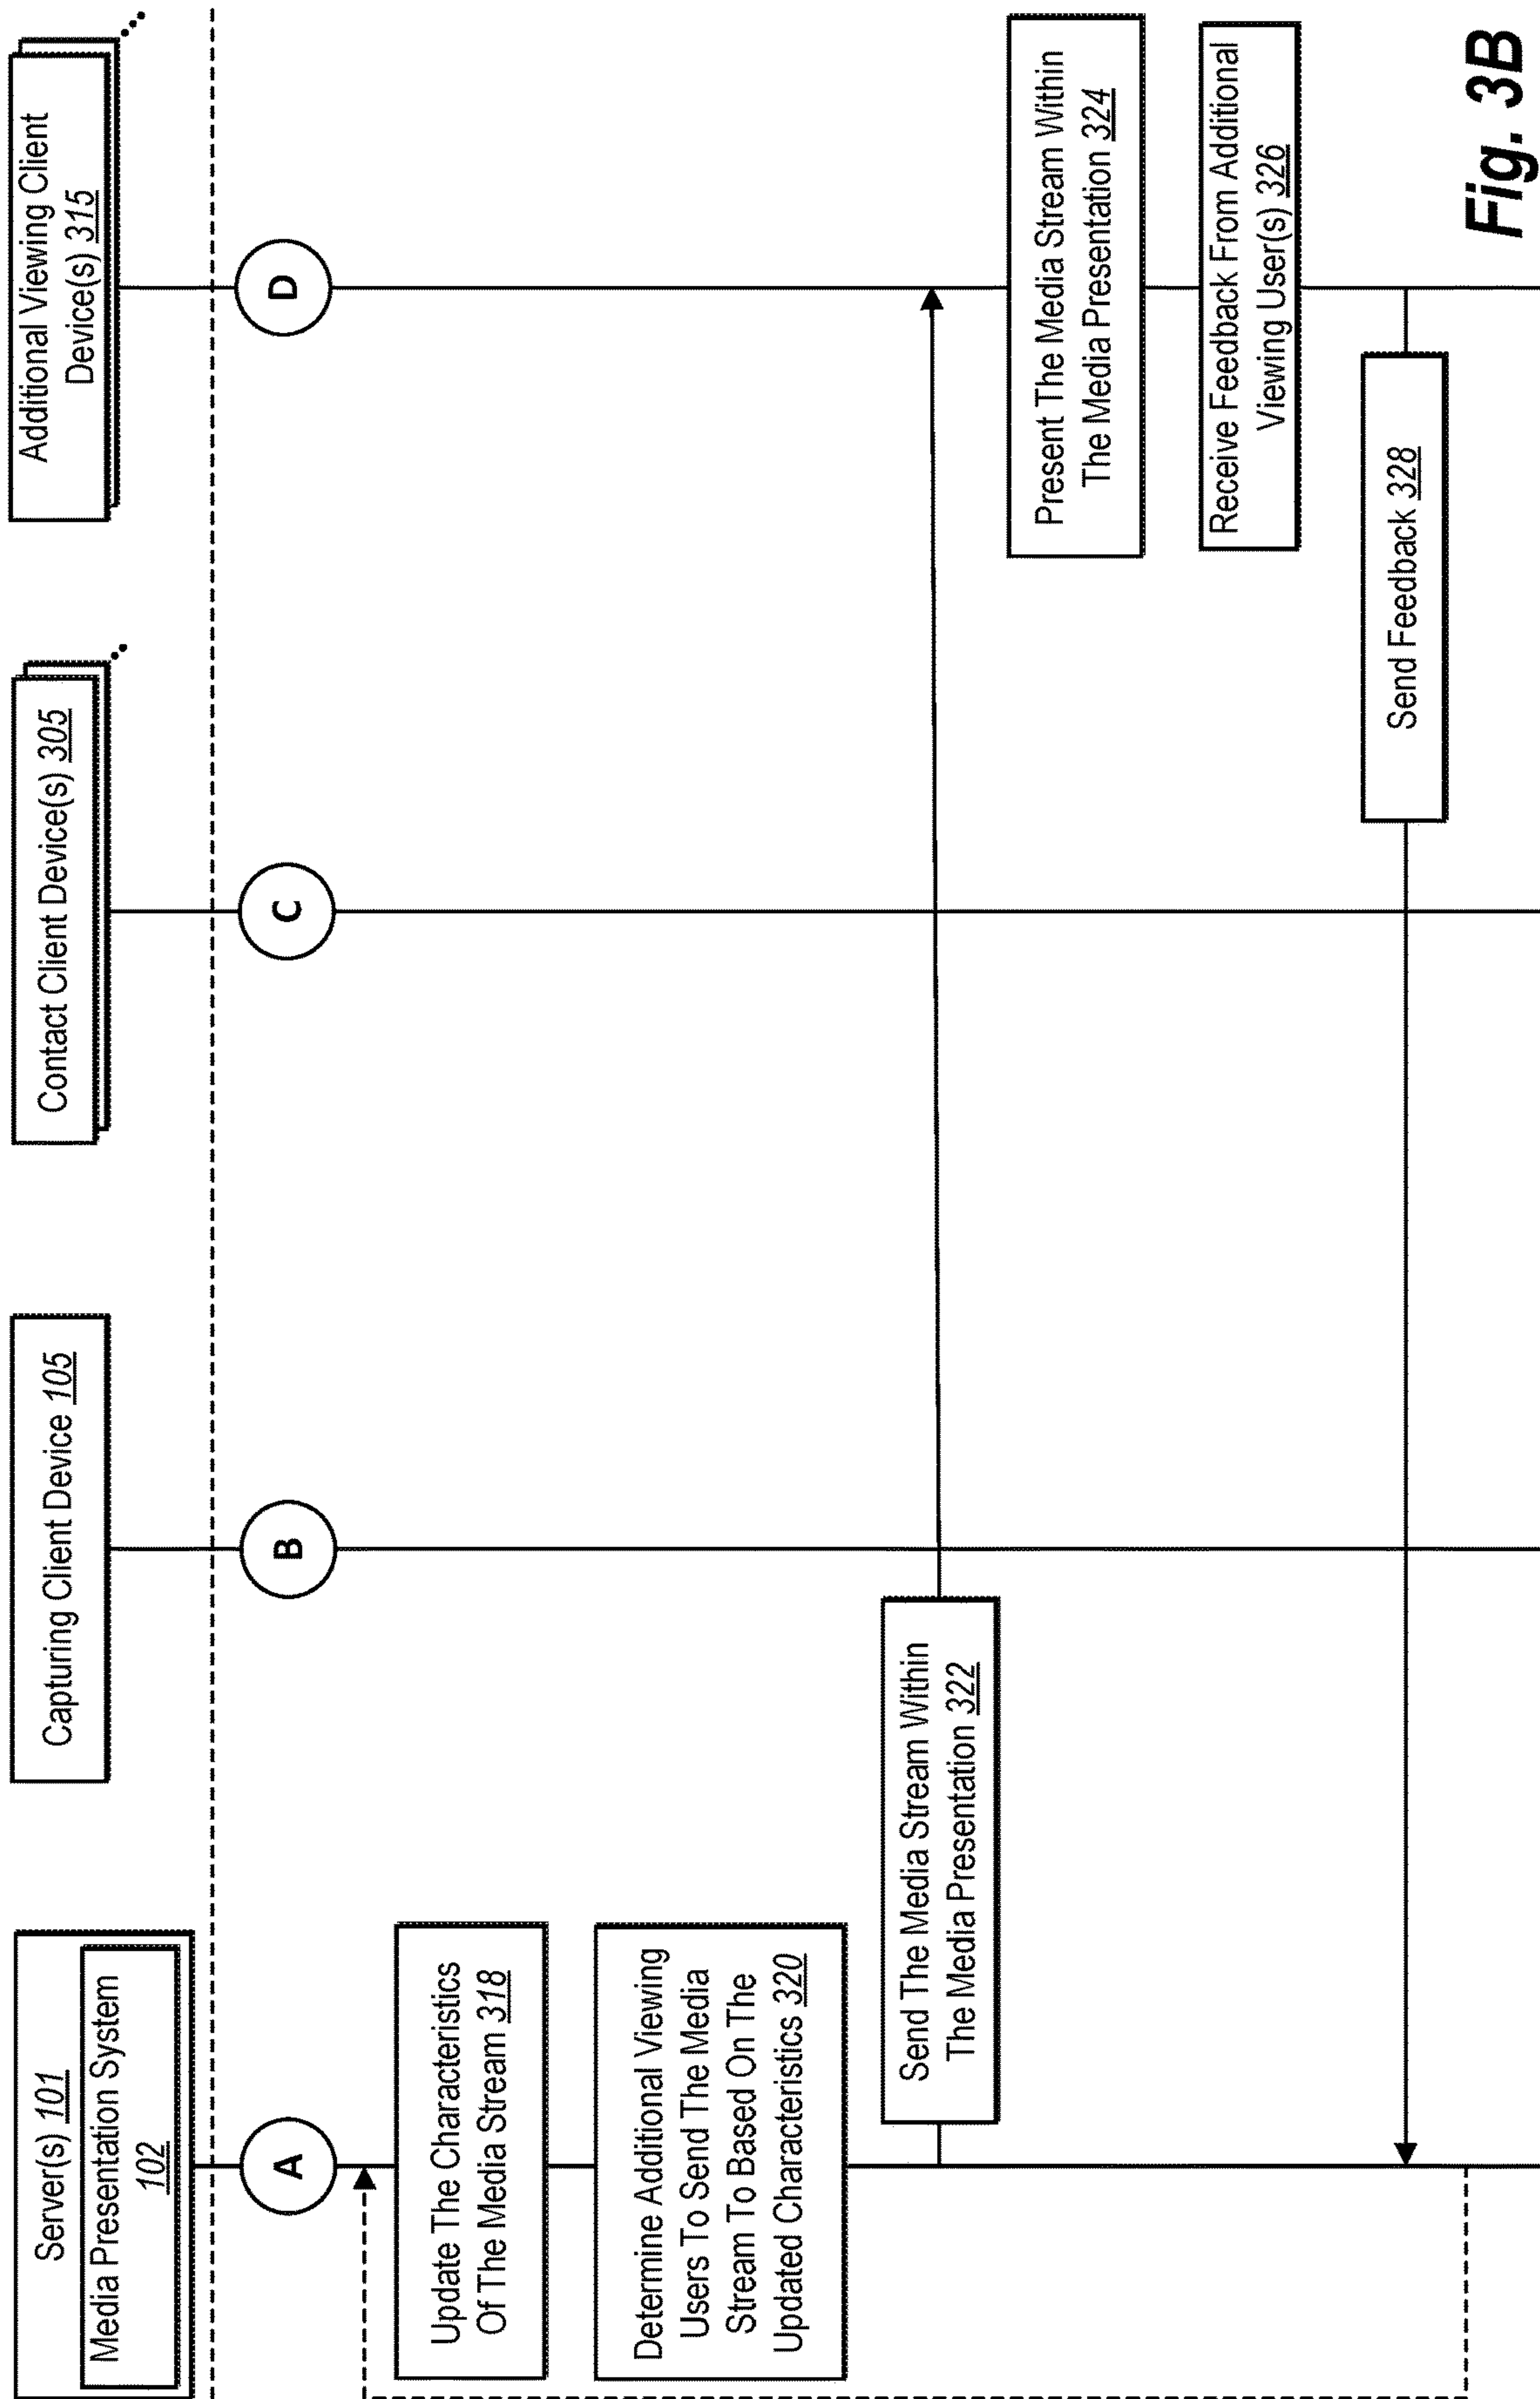 Server(s) 101
Media Presentation System
102
Capturing Client Device 105
Contact Client Device(s) 305
Additional Viewing Client
Device(s) 315
A
B
C
D
Update The Characteristics
Of The Media Stream 318
Determine Additional Viewing
Users To Send The Media
Stream To Based On The
Updated Characteristics 320
Send The Media Stream Within
The Media Presentation 322
Present The Media Stream Within
The Media Presentation 324
Receive Feedback From Additional
Viewing User(s) 326
Send Feedback 328
Fig. 3B